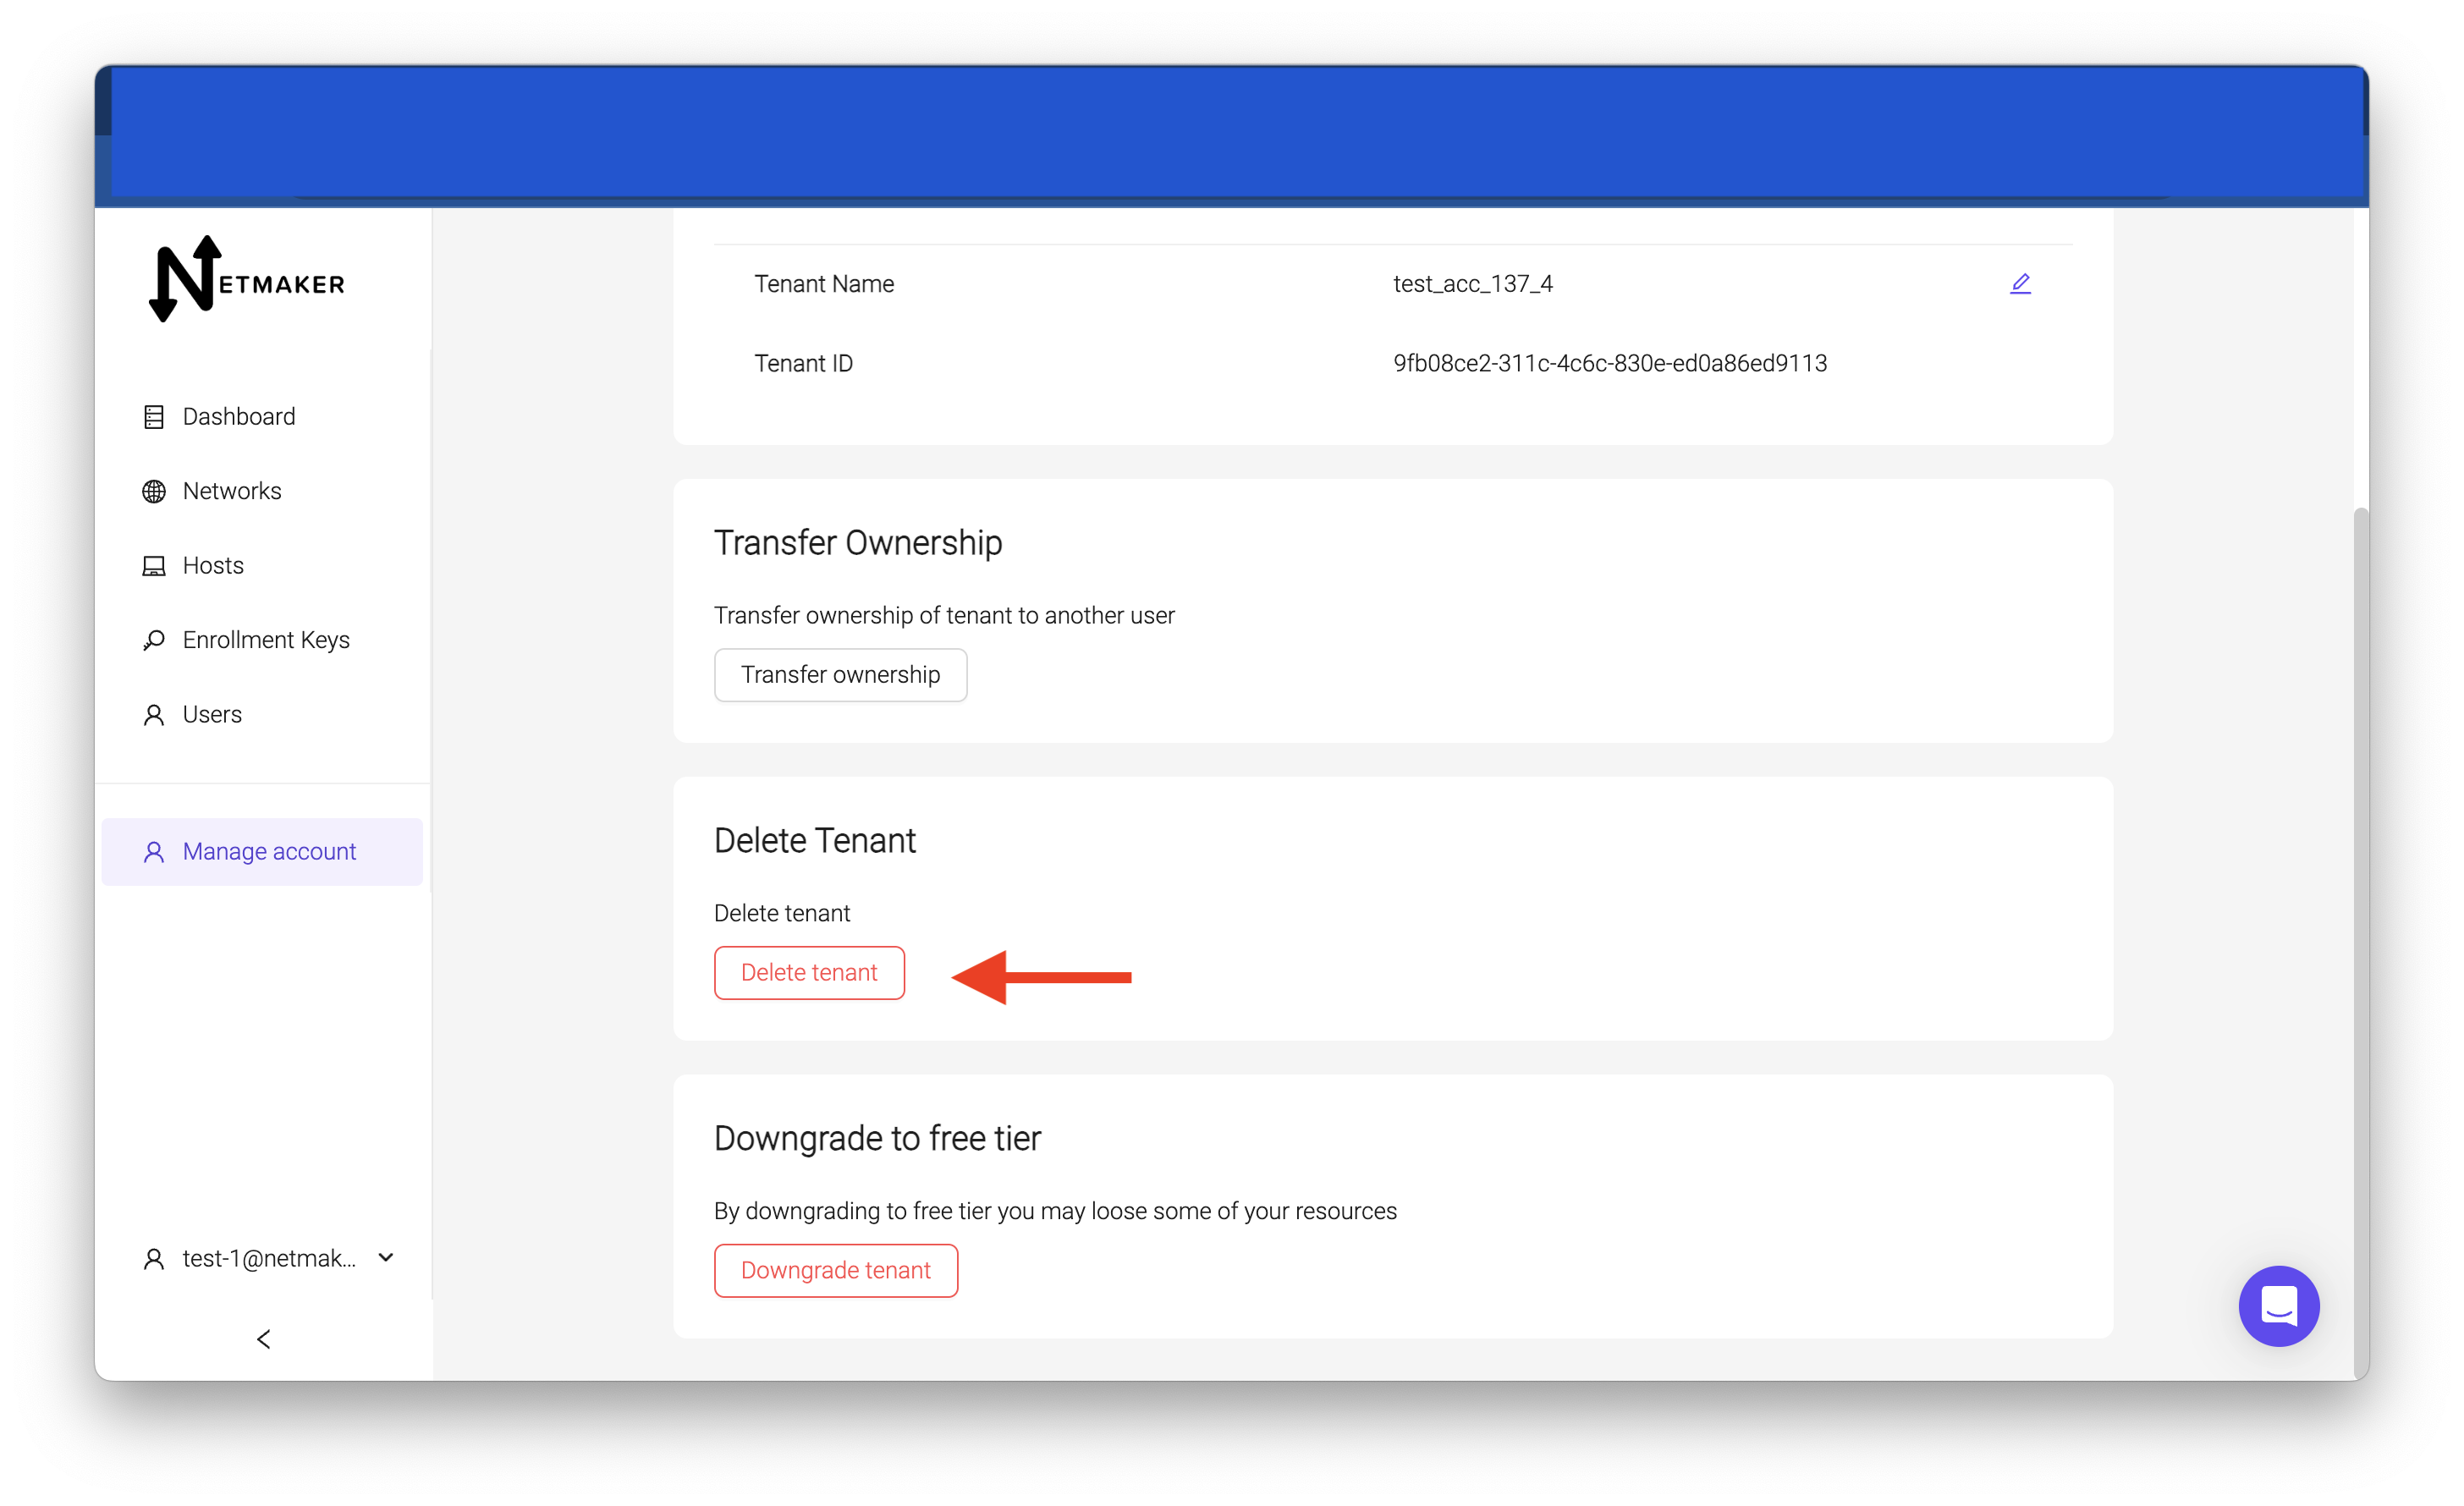 NETMAKER
Dashboard
Networks
Hosts
Enrollment Keys
Users
Manage account
test-1@netmak...
Tenant Name
test_acc_137_4
Tenant ID
9fb08ce2-311c-4c6c-830e-ed0a86ed9113
Transfer Ownership
Transfer ownership of tenant to another user
Transfer ownership
Delete Tenant
Delete tenant
Delete tenant
Downgrade to free tier
By downgrading to free tier you may loose some of your resources
Downgrade tenant